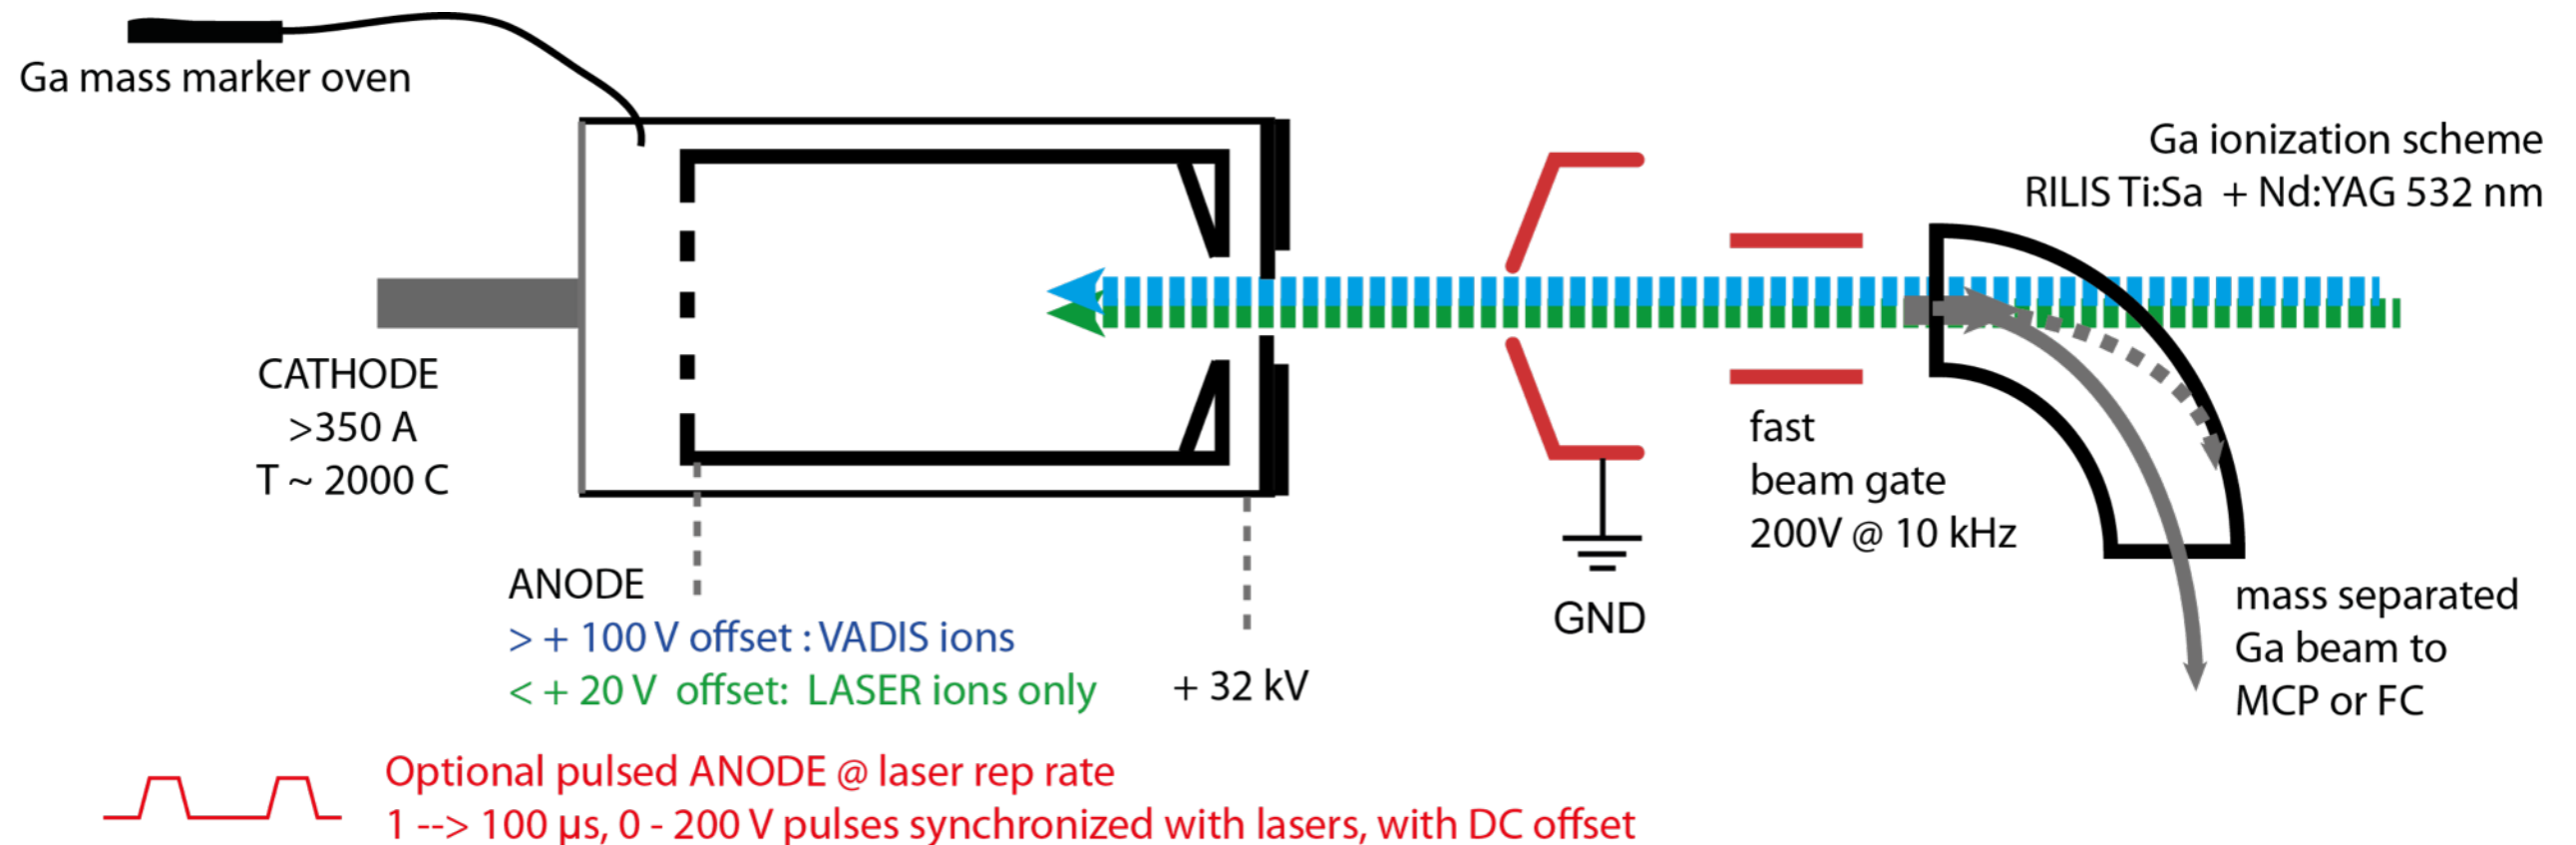 Ga mass marker oven
Ga ionization scheme
RILIS Ti:Sa + Nd:YAG 532 nm
CATHODE
>350 A
T ~ 2000 C
fast
beam gate
200V @ 10 kHz
ANODE
> + 100 V offset : VADIS ions
< + 20 V offset: LASER ions only
+ 32 kV
GND
mass separated
Ga beam to
MCP or FC
Optional pulsed ANODE @ laser rep rate
1 --> 100 µs, 0 - 200 V pulses synchronized with lasers, with DC offset